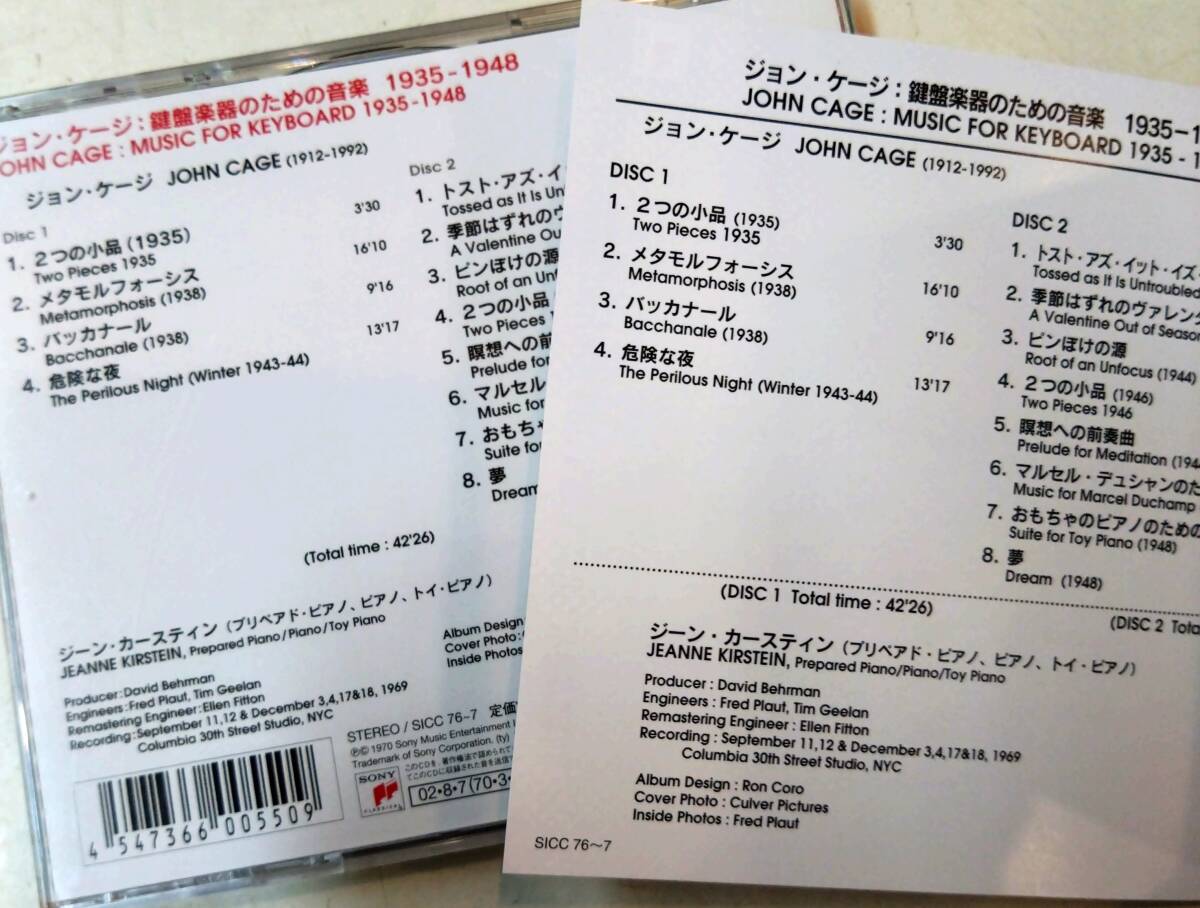 ジョン・ケージ：鍵盤楽器のための音楽 1935-1948
JOHN CAGE : MUSIC FOR KEYBOARD 1935-1948
ジョン・ケージ JOHN CAGE (1912-1992)
Disc 1
1. 2つの小品 (1935) 3'30
Two Pieces 1935
2. メタモルフォーシス 16'10
Metamorphosis (1938)
3. バッカナール 9'16
Bacchanale (1938)
4. 危険な夜 13'17
The Perilous Night (Winter 1943-44)
(Total time : 42'26)
Disc 2
1. トスト・アズ・イ
Tossed as It Is Un
2. 季節はずれのヴ
A Valentine Out o
3. ピンぼけの源
Root of an Unf
4. 2つの小品
Two Pieces 1
5. 瞑想への前
Prelude for
6. マルセル
Music for
7. おもちゃ
Suite for
8. 夢
Dream
ジーン・カースティン（プリペアド・ピアノ、ピアノ、トイ・ピアノ）
JEANNE KIRSTEIN, Prepared Piano/Piano/Toy Piano
Producer:David Behrman
Engineers:Fred Plaut, Tim Geelan
Remastering Engineer:Ellen Fitton
Recording:September 11,12 & December 3,4,17&18, 1969
Columbia 30th Street Studio, NYC
Album Design
Cover Photo:
Inside Photos
STEREO / SICC 76~7 定価
℗©1970 Sony Music Entertainment
Trademark of Sony Corporation.
SONY
CLASSICAL
02・8・7 (70・3・
4 547366 005509
ジョン・ケージ：鍵盤楽器のための音楽 1935-1
JOHN CAGE : MUSIC FOR KEYBOARD 1935 - 1
ジョン・ケージ JOHN CAGE (1912-1992)
DISC 1
1. 2つの小品 (1935) 3'30
Two Pieces 1935
2. メタモルフォーシス 16'10
Metamorphosis (1938)
3. バッカナール 9'16
Bacchanale (1938)
4. 危険な夜 13'17
The Perilous Night (Winter 1943-44)
DISC 2
1. トスト・アズ・イット・イズ・
Tossed as It Is Untroubled
2. 季節はずれのヴァレンタ
A Valentine Out of Season
3. ピンぼけの源
Root of an Unfocus (1944)
4. 2つの小品 (1946)
Two Pieces 1946
5. 瞑想への前奏曲
Prelude for Meditation (194
6. マルセル・デュシャンのた
Music for Marcel Duchamp
7. おもちゃのピアノのための
Suite for Toy Piano (1948)
8. 夢
Dream (1948)
(DISC 1 Total time : 42'26)
(DISC 2 Tota
ジーン・カースティン（プリペアド・ピアノ、ピアノ、トイ・ピアノ）
JEANNE KIRSTEIN, Prepared Piano/Piano/Toy Piano
Producer : David Behrman
Engineers : Fred Plaut, Tim Geelan
Remastering Engineer : Ellen Fitton
Recording : September 11,12 & December 3,4,17&18, 1969
Columbia 30th Street Studio, NYC
Album Design : Ron Coro
Cover Photo : Culver Pictures
Inside Photos : Fred Plaut
SICC 76~7